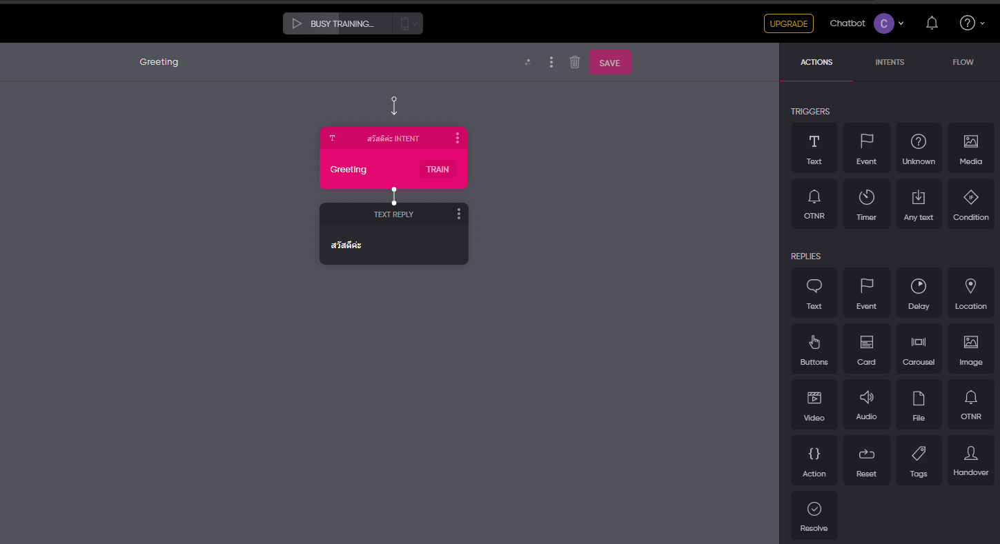 BUSY TRAINING...
UPGRADE
Chatbot
C
?
Greeting
SAVE
ACTIONS INTENTS FLOW
T สวัสดีค่ะ INTENT
Greeting TRAIN
TEXT REPLY
สวัสดีค่ะ
TRIGGERS
Text Event Unknown Media
OTNR Timer Any text Condition
REPLIES
Text Event Delay Location
Buttons Card Carousel Image
Video Audio File OTNR
Action Reset Tags Handover
Resolve